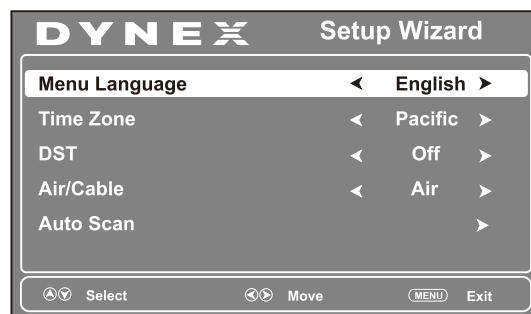 DYNEX Setup Wizard
Menu Language English
Time Zone Pacific
DST Off
Air/Cable Air
Auto Scan
Select Move MENU Exit